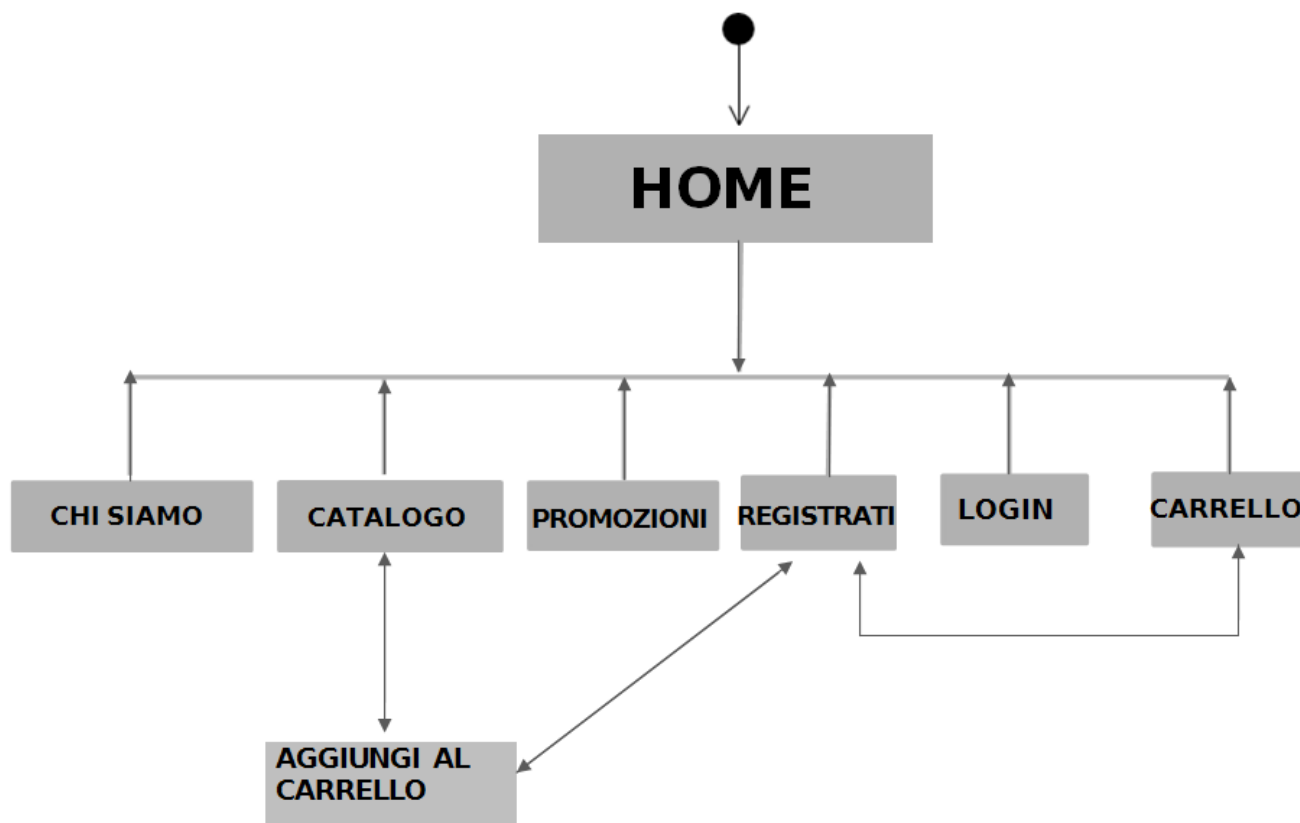 HOME
CHI SIAMO
CATALOGO
PROMOZIONI
REGISTRATI
LOGIN
CARRELLO
AGGIUNGI AL
CARRELLO